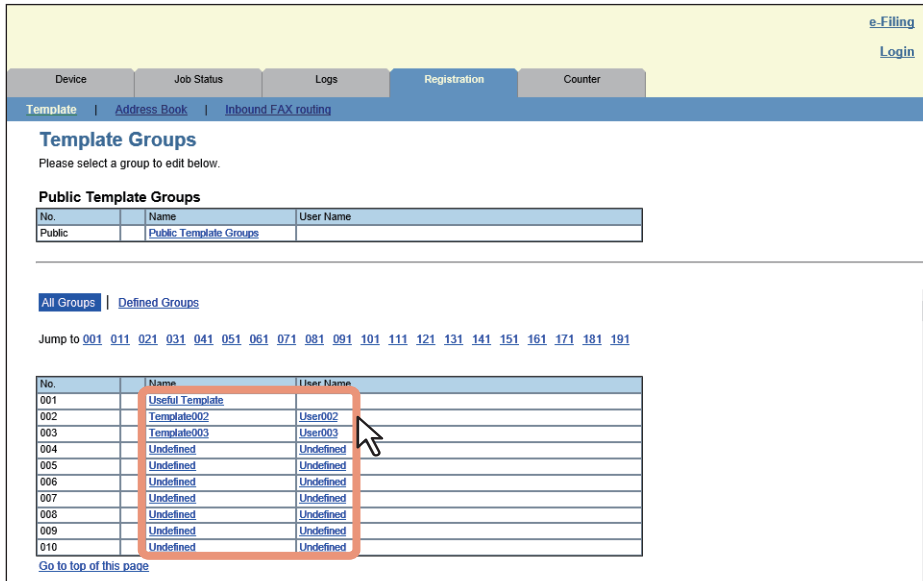 e-Filing
Login
Device Job Status Logs Registration Counter
Template | Address Book | Inbound FAX routing
Template Groups
Please select a group to edit below.
Public Template Groups
No. Name User Name
Public Public Template Groups
All Groups | Defined Groups
Jump to 001 011 021 031 041 051 061 071 081 091 101 111 121 131 141 151 161 171 181 191
No. Name User Name
001 Useful Template
002 Template002 User002
003 Template003 User003
004 Undefined Undefined
005 Undefined Undefined
006 Undefined Undefined
007 Undefined Undefined
008 Undefined Undefined
009 Undefined Undefined
010 Undefined Undefined
Go to top of this page